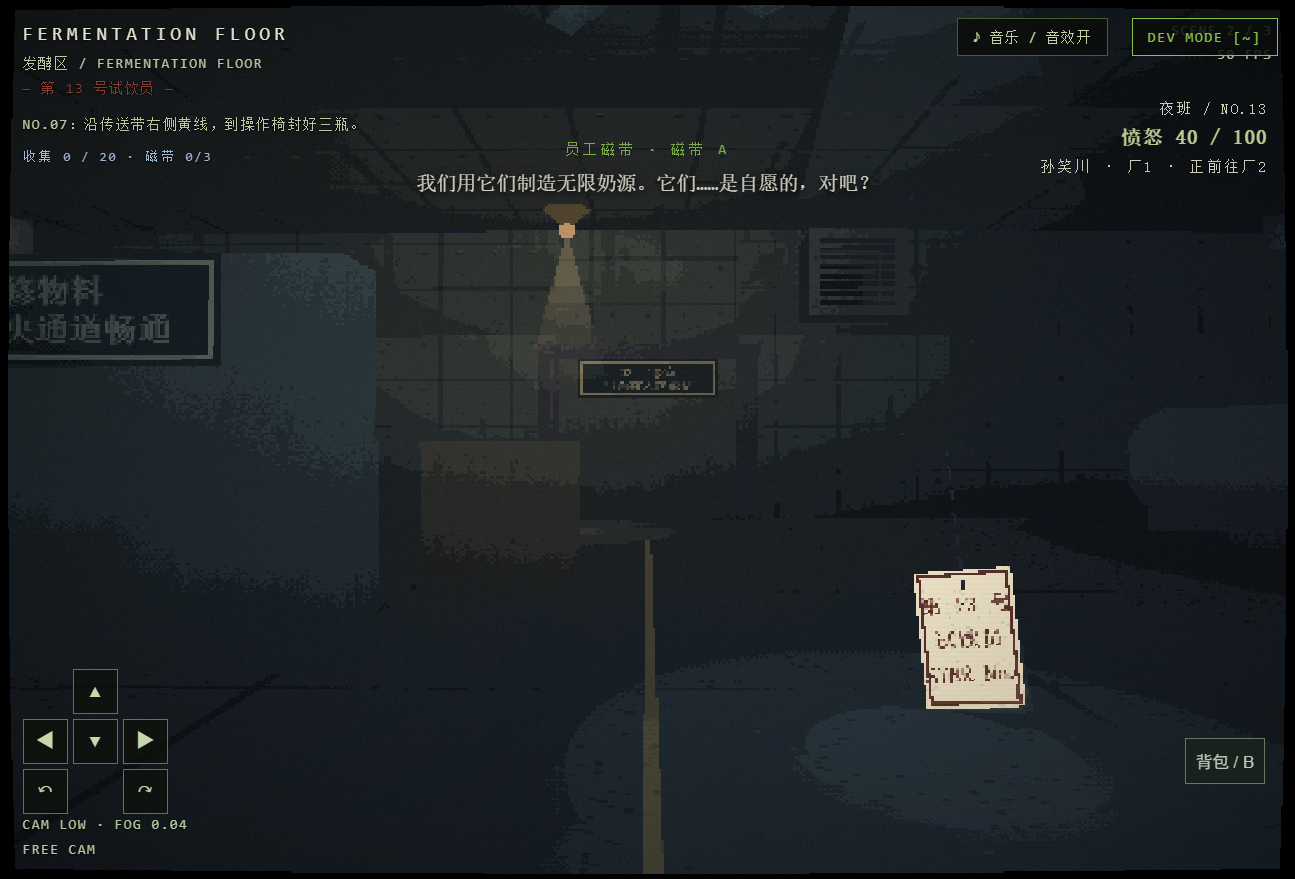 FERMENTATION FLOOR
发酵区 / FERMENTATION FLOOR
— 第 13 号试饮员 —
NO.07: 沿传送带右侧黄线，到操作椅封好三瓶。
收集 0 / 20 · 磁带 0/3
♪ 音乐 / 音效开
DEV MODE [~]
50 FPS
夜班 / NO.13
愤怒 40 / 100
孙笑川 · 厂1 · 正前往厂2
员工磁带 · 磁带 A
我们用它们制造无限奶源。它们……是自愿的，对吧？
物料
通道畅通
背包 / B
CAM LOW · FOG 0.04
FREE CAM